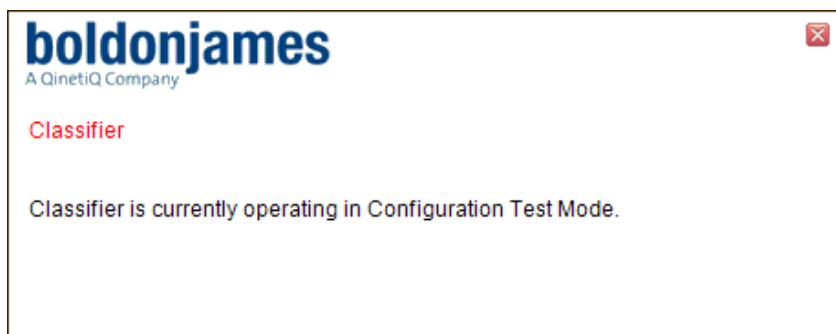 boldonjames
A QinetiQ Company
Classifier
Classifier is currently operating in Configuration Test Mode.